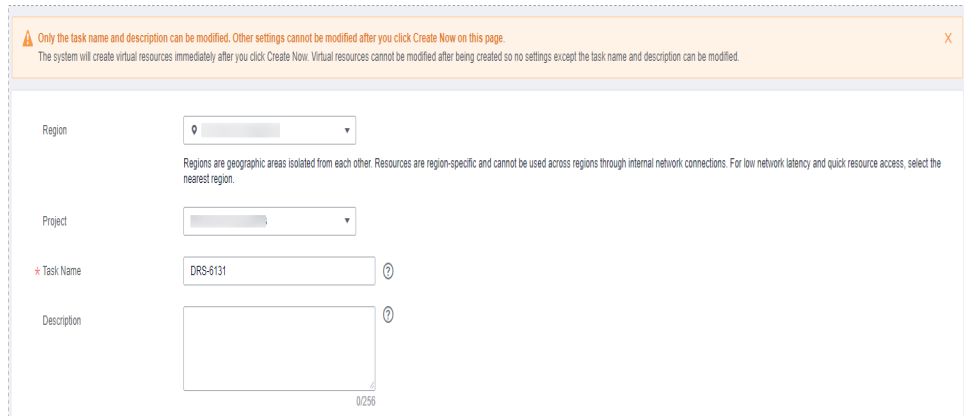 Only the task name and description can be modified. Other settings cannot be modified after you click Create Now on this page.
The system will create virtual resources immediately after you click Create Now. Virtual resources cannot be modified after being created so no settings except the task name and description can be modified.
Region
Regions are geographic areas isolated from each other. Resources are region-specific and cannot be used across regions through internal network connections. For low network latency and quick resource access, select the
nearest region.
Project
* Task Name DRS-6131
Description
0/256